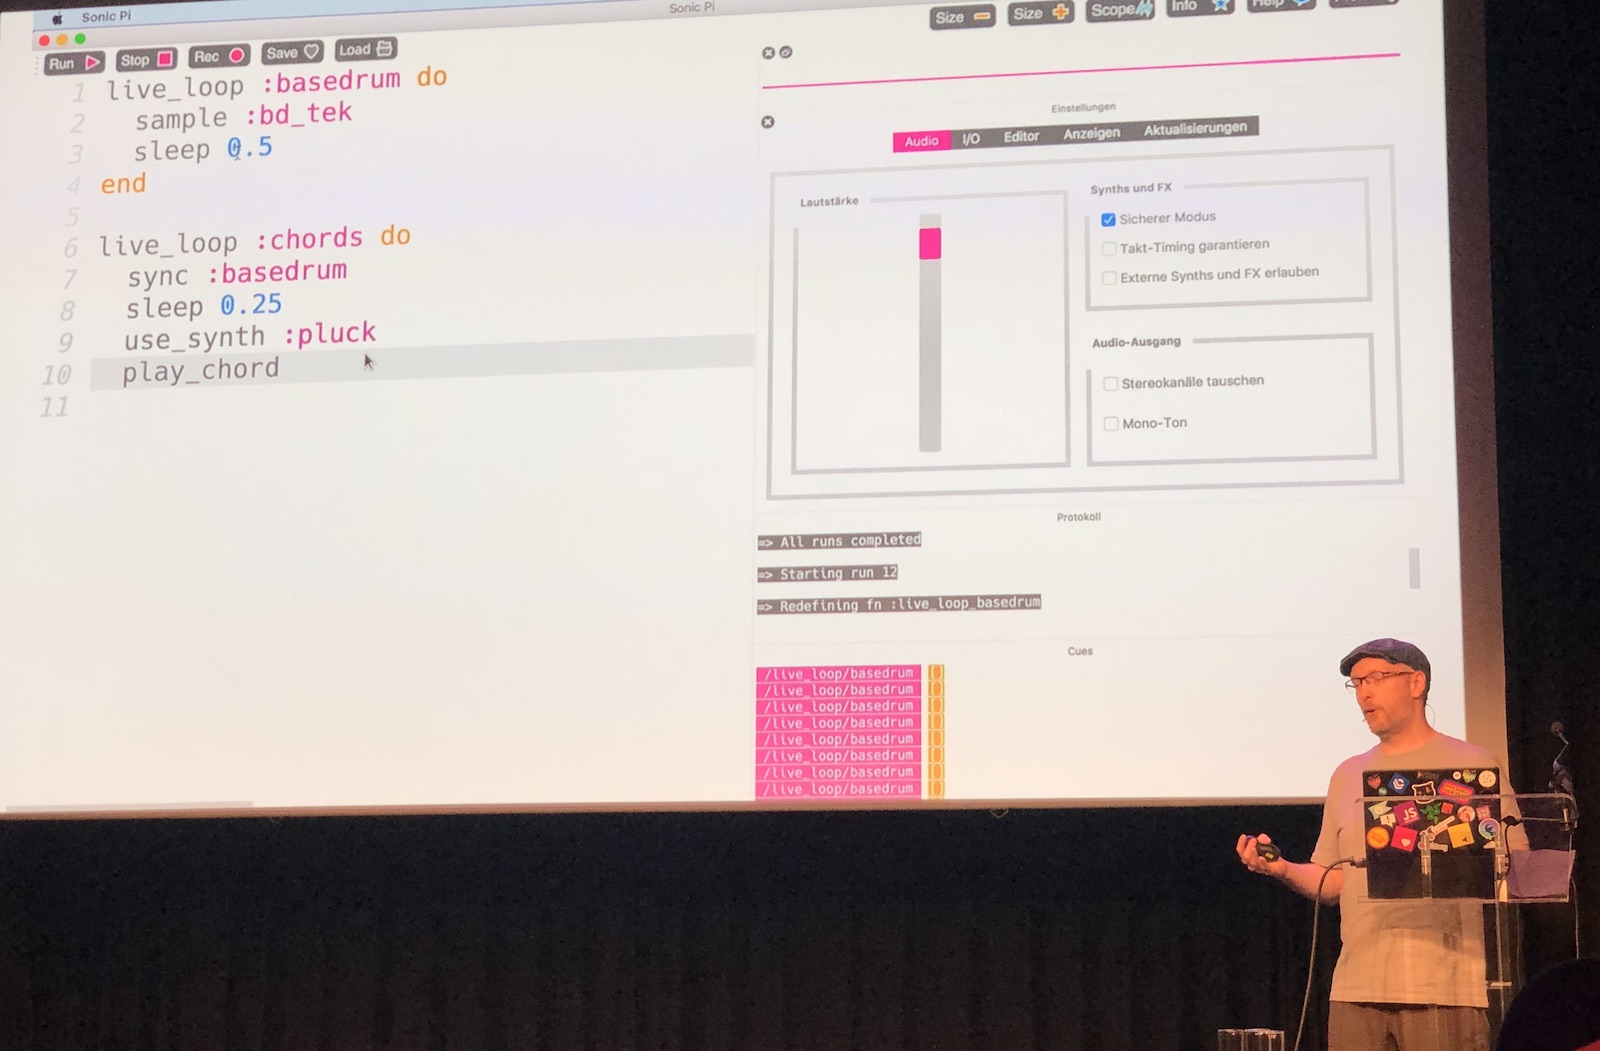 Sonic Pi
Sonic Pi
Run
Stop
Rec
Save
Load
Size
Size
Scope
Info
Help
1 live_loop :basedrum do
2 sample :bd_tek
3 sleep 0.5
4 end
5
6 live_loop :chords do
7 sync :basedrum
8 sleep 0.25
9 use_synth :pluck
10 play_chord
11
Einstellungen
Audio I/O Editor Anzeigen Aktualisierungen
Lautstärke
Synths und FX
Sicherer Modus
Takt-Timing garantieren
Externe Synths und FX erlauben
Audio-Ausgang
Stereokanäle tauschen
Mono-Ton
Protokoll
=> All runs completed
=> Starting run 12
=> Redefining fn :live_loop_basedrum
Cues
/live_loop/basedrum []
/live_loop/basedrum []
/live_loop/basedrum []
/live_loop/basedrum []
/live_loop/basedrum []
/live_loop/basedrum []
/live_loop/basedrum []
/live_loop/basedrum []
JS